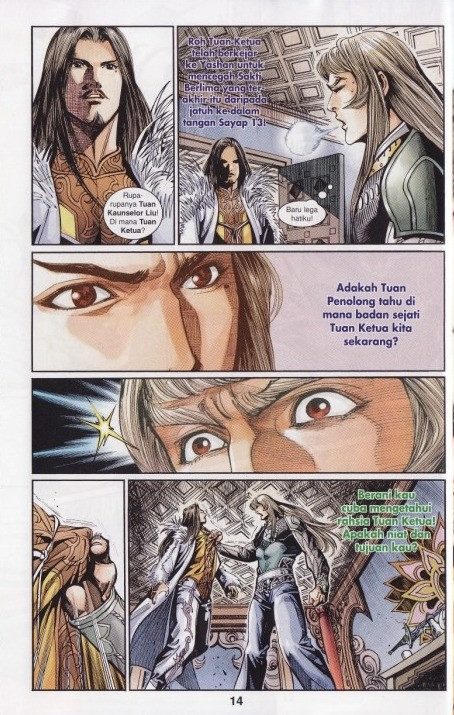 Rupa-
rupanya Tuan
Kaunselor Liu!
Di mana Tuan
Ketua?
Roh Tuan Ketua
telah berkejar
ke Yashan untuk
mencegah Sakti
Berlima yang ter-
akhir itu daripada
jatuh ke dalam
tangan Sayap 13!
Baru lega
hatiku!
Adakah Tuan
Penolong tahu di
mana badan sejati
Tuan Ketua kita
sekarang?
Berani kau
cuba mengetahui
rahsia Tuan Ketua!
Apakah niat dan
tujuan kau?
14